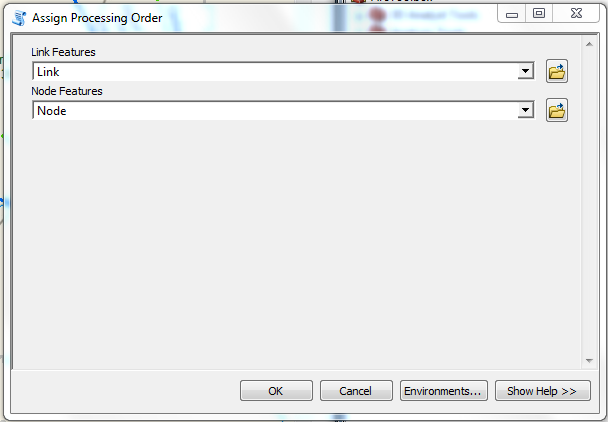 Assign Processing Order
Link Features
Link
Node Features
Node
OK
Cancel
Environments...
Show Help >>